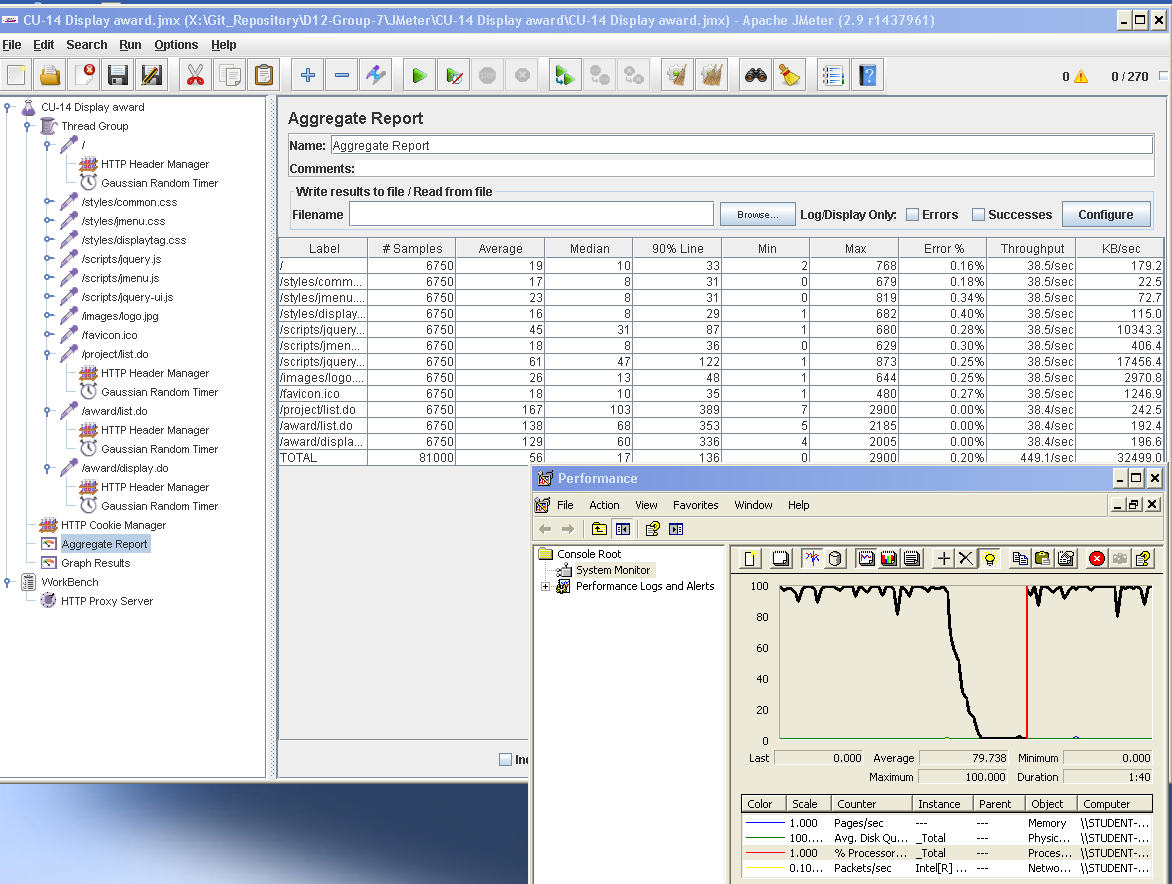 CU-14 Display award.jmx (X:\Git_Repository\D12-Group-7\JMeter\CU-14 Display award\CU-14 Display award.jmx) - Apache JMeter (2.9 r1437961)
File Edit Search Run Options Help
0 0 / 270
CU-14 Display award
Thread Group
/
HTTP Header Manager
Gaussian Random Timer
/styles/common.css
/styles/jmenu.css
/styles/displaytag.css
/scripts/jquery.js
/scripts/jmenu.js
/scripts/jquery-ui.js
/images/logo.jpg
/favicon.ico
/project/list.do
HTTP Header Manager
Gaussian Random Timer
/award/list.do
HTTP Header Manager
Gaussian Random Timer
/award/display.do
HTTP Header Manager
Gaussian Random Timer
HTTP Cookie Manager
Aggregate Report
Graph Results
WorkBench
HTTP Proxy Server
Aggregate Report
Name: Aggregate Report
Comments:
Write results to file / Read from file
Filename Browse... Log/Display Only: Errors Successes Configure
Label # Samples Average Median 90% Line Min Max Error % Throughput KB/sec
/ 6750 19 10 33 2 768 0.16% 38.5/sec 179.2
/styles/comm... 6750 17 8 31 0 679 0.18% 38.5/sec 22.5
/styles/jmenu.... 6750 23 8 31 0 819 0.34% 38.5/sec 72.7
/styles/display... 6750 16 8 29 1 682 0.40% 38.5/sec 115.0
/scripts/jquery... 6750 45 31 87 1 680 0.28% 38.5/sec 10343.3
/scripts/jmen... 6750 18 8 36 0 629 0.30% 38.5/sec 406.4
/scripts/jquery... 6750 61 47 122 1 873 0.25% 38.5/sec 17456.4
/images/logo.... 6750 26 13 48 1 644 0.25% 38.5/sec 2970.8
/favicon.ico 6750 18 10 35 1 480 0.27% 38.5/sec 1246.9
/project/list.do 6750 167 103 389 7 2900 0.00% 38.4/sec 242.5
/award/list.do 6750 138 68 353 5 2185 0.00% 38.4/sec 192.4
/award/displa... 6750 129 60 336 4 2005 0.00% 38.4/sec 196.6
TOTAL 81000 56 17 136 0 2900 0.20% 449.1/sec 32499.0
Performance
File Action View Favorites Window Help
Console Root
System Monitor
Performance Logs and Alerts
100
80
60
40
20
0
Last 0.000 Average 79.738 Minimum 0.000
Maximum 100.000 Duration 1:40
Color Scale Counter Instance Parent Object Computer
1.000 Pages/sec --- --- Memory \\STUDENT-...
100.... Avg. Disk Qu... _Total --- Physic... \\STUDENT-...
1.000 % Processor... _Total --- Proces... \\STUDENT-...
0.10... Packets/sec Intel[R] ... --- Netwo... \\STUDENT-...